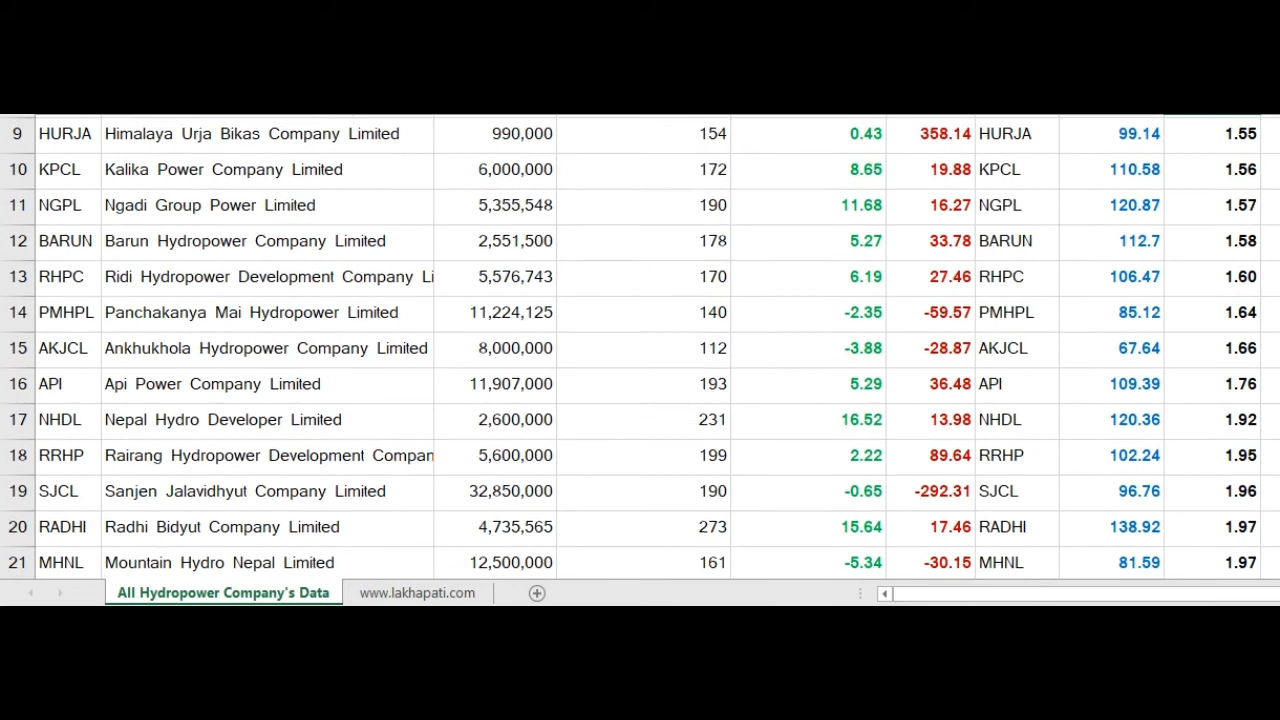 9 HURJA Himalaya Urja Bikas Company Limited 990,000 154 0.43 358.14 HURJA 99.14 1.55
10 KPCL Kalika Power Company Limited 6,000,000 172 8.65 19.88 KPCL 110.58 1.56
11 NGPL Ngadi Group Power Limited 5,355,548 190 11.68 16.27 NGPL 120.87 1.57
12 BARUN Barun Hydropower Company Limited 2,551,500 178 5.27 33.78 BARUN 112.7 1.58
13 RHPC Ridi Hydropower Development Company Li 5,576,743 170 6.19 27.46 RHPC 106.47 1.60
14 PMHPL Panchakanya Mai Hydropower Limited 11,224,125 140 -2.35 -59.57 PMHPL 85.12 1.64
15 AKJCL Ankhukhola Hydropower Company Limited 8,000,000 112 -3.88 -28.87 AKJCL 67.64 1.66
16 API Api Power Company Limited 11,907,000 193 5.29 36.48 API 109.39 1.76
17 NHDL Nepal Hydro Developer Limited 2,600,000 231 16.52 13.98 NHDL 120.36 1.92
18 RRHP Rairang Hydropower Development Compan 5,600,000 199 2.22 89.64 RRHP 102.24 1.95
19 SJCL Sanjen Jalavidhyut Company Limited 32,850,000 190 -0.65 -292.31 SJCL 96.76 1.96
20 RADHI Radhi Bidyut Company Limited 4,735,565 273 15.64 17.46 RADHI 138.92 1.97
21 MHNL Mountain Hydro Nepal Limited 12,500,000 161 -5.34 -30.15 MHNL 81.59 1.97
All Hydropower Company's Data www.lakhapati.com